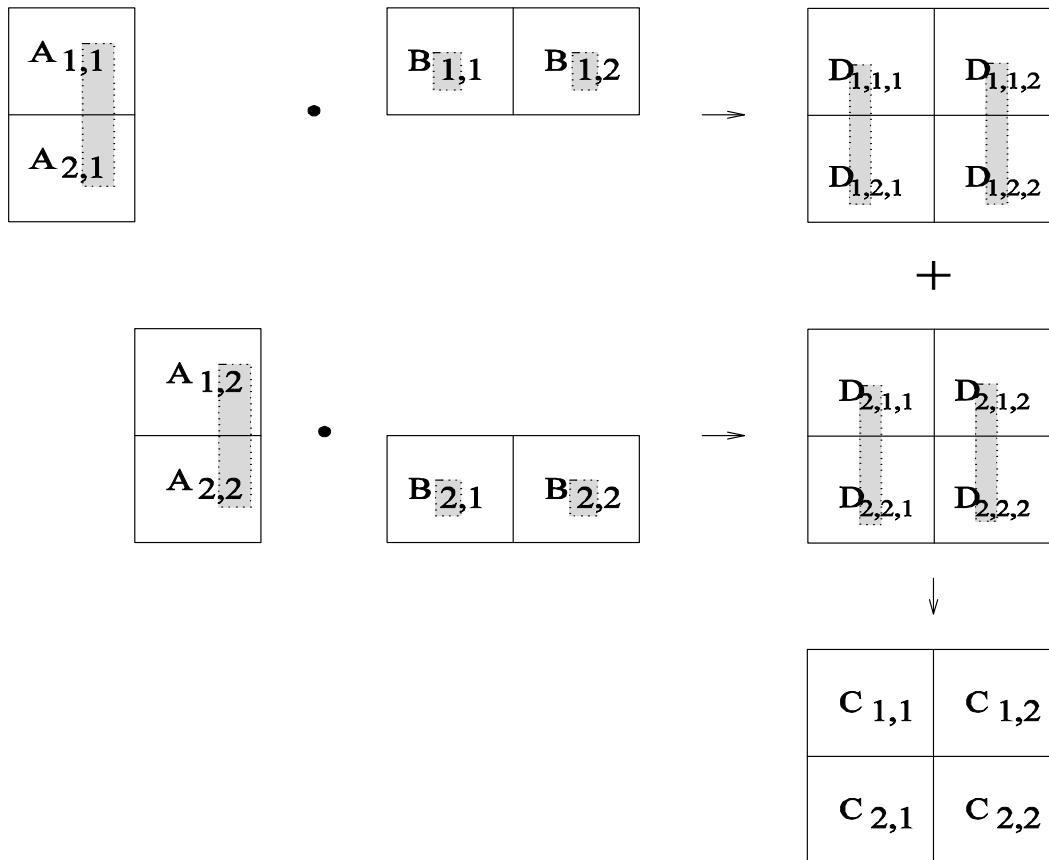 A 1,1 B 1,1 B 1,2 D 1,1,1 D 1,1,2
A 2,1 • → D 1,2,1 D 1,2,2
+
A 1,2 D 2,1,1 D 2,1,2
A 2,2 • B 2,1 B 2,2 → D 2,2,1 D 2,2,2
↓
C 1,1 C 1,2
C 2,1 C 2,2